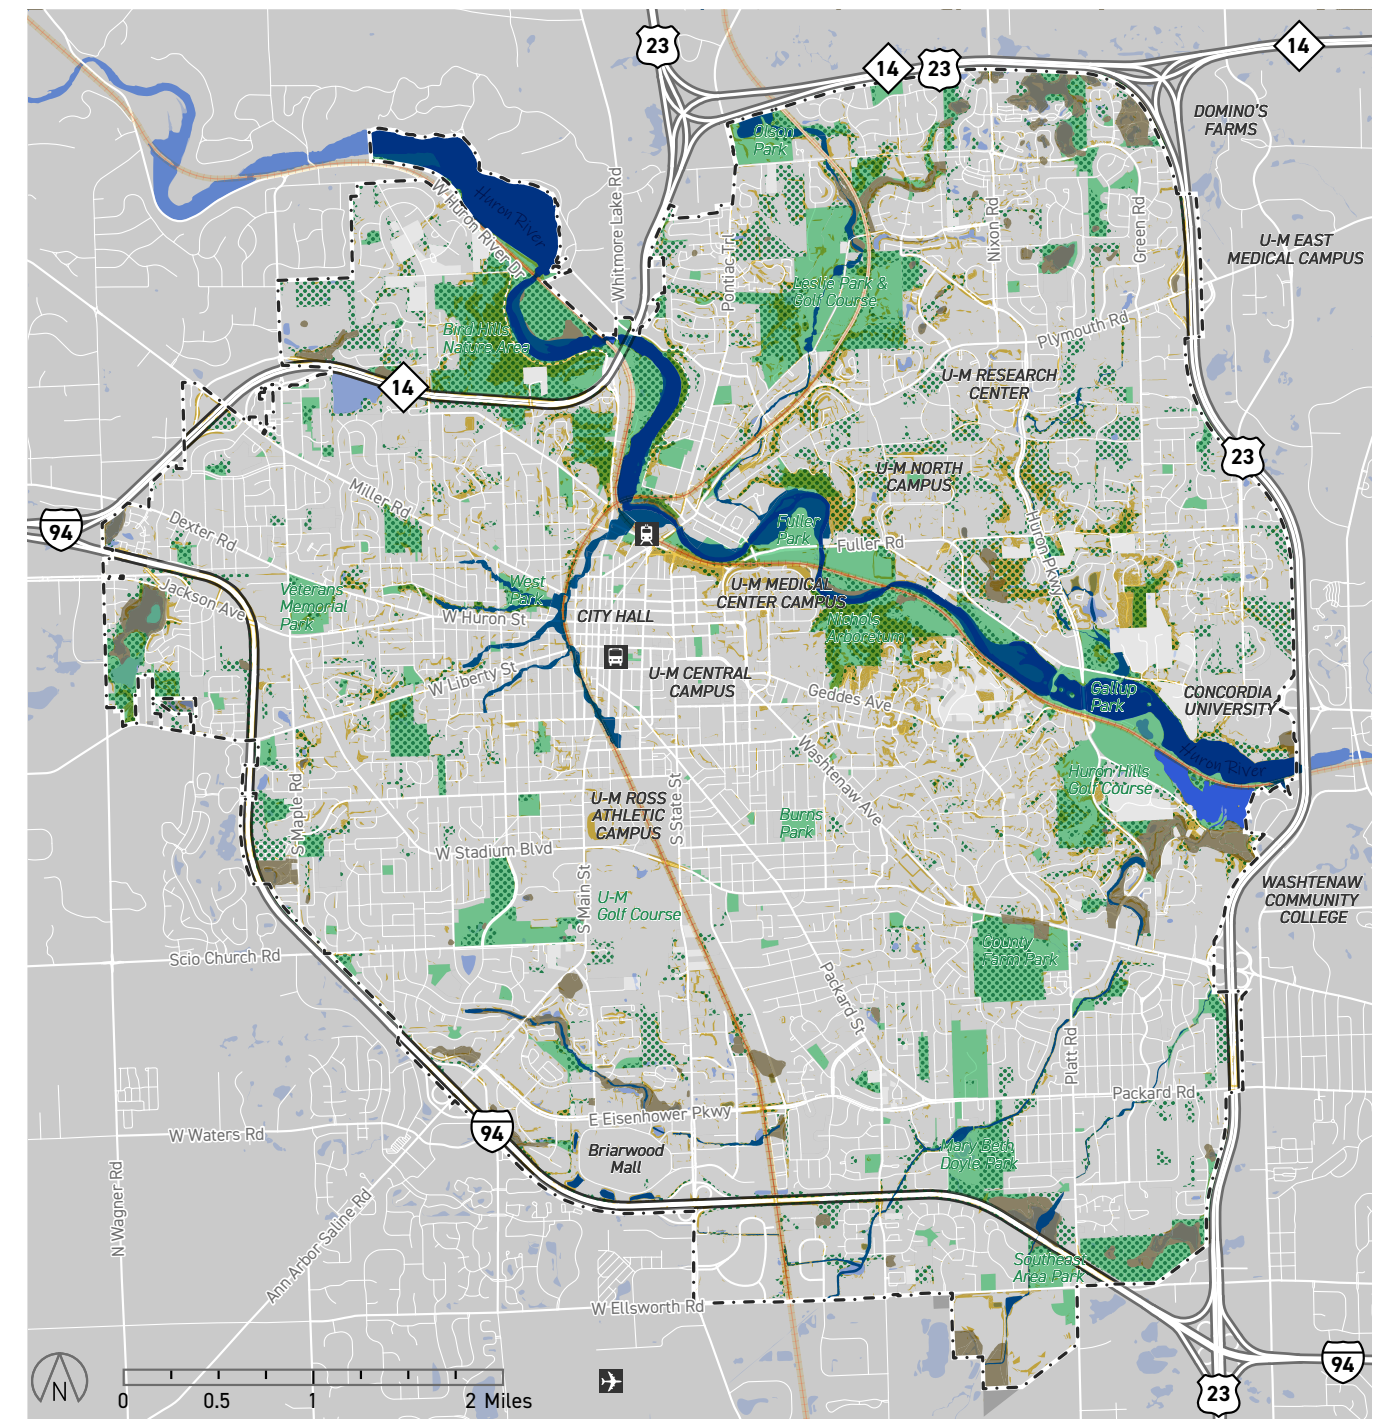 23
14
23
14
DOMINO'S
FARMS
Olson
Park
W Huron River Dr
Huron River
Whitmore Lake Rd
Pontiac Trl
Nixon Rd
Green Rd
U-M EAST
MEDICAL CAMPUS
Leslie Park &
Golf Course
Bird Hills
Nature Area
Plymouth Rd
14
U-M RESEARCH
CENTER
23
U-M NORTH
CAMPUS
Miller Rd
94
Dexter Rd
Fuller
Park
Fuller Rd
Huron Pkwy
Jackson Ave
Veterans
Memorial
Park
West
Park
W Huron St
CITY HALL
U-M MEDICAL
CENTER CAMPUS
Nichols
Arboretum
W Liberty St
U-M CENTRAL
CAMPUS
Geddes Ave
Gallup
Park
CONCORDIA
UNIVERSITY
Washtenaw Ave
Huron River
Huron Hills
Golf Course
S Maple Rd
U-M ROSS
ATHLETIC
CAMPUS
S State St
Burns
Park
W Stadium Blvd
S Main St
U-M
Golf Course
WASHTENAW
COMMUNITY
COLLEGE
Scio Church Rd
County
Farm Park
Packard St
Platt Rd
Packard Rd
E Eisenhower Pkwy
94
W Waters Rd
Briarwood
Mall
Mary Beth
Doyle Park
N Wagner Rd
Ann Arbor Saline Rd
Southeast
Area Park
W Ellsworth Rd
94
23
N
0 0.5 1 2 Miles